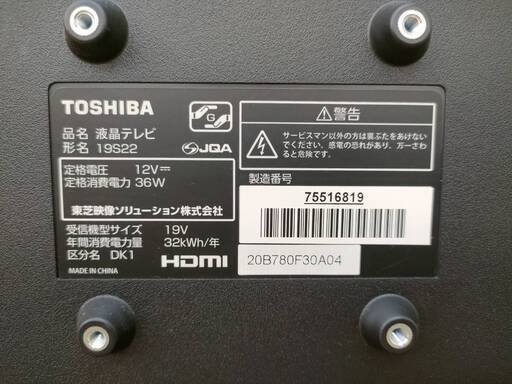 TOSHIBA
品名 液晶テレビ
形名 19S22
JQA
定格電圧 12V⎓
定格消費電力 36W
東芝映像ソリューション株式会社
受信機型サイズ 19V
年間消費電力量 32kWh/年
区分名 DK1
MADE IN CHINA
HDMI
⚠警告
サービスマン以外の方は裏ぶたをあけない
でください。感電の恐れがあり、万一さわ
ると危険です。
製造番号
75516819
20B780F30A04